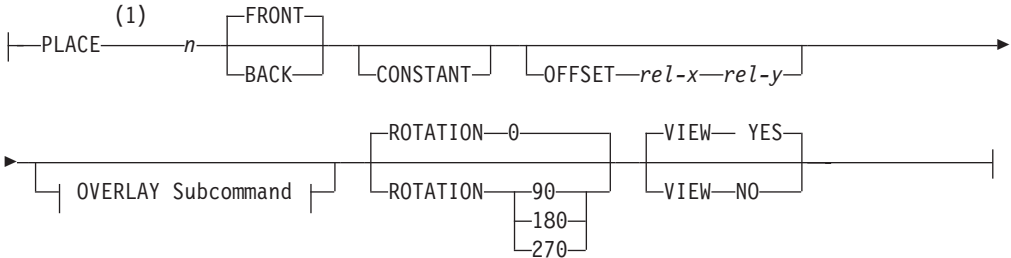 (1) FRONT
PLACE n
BACK CONSTANT OFFSET rel-x rel-y
ROTATION 0 VIEW YES
OVERLAY Subcommand ROTATION 90 VIEW NO
180
270